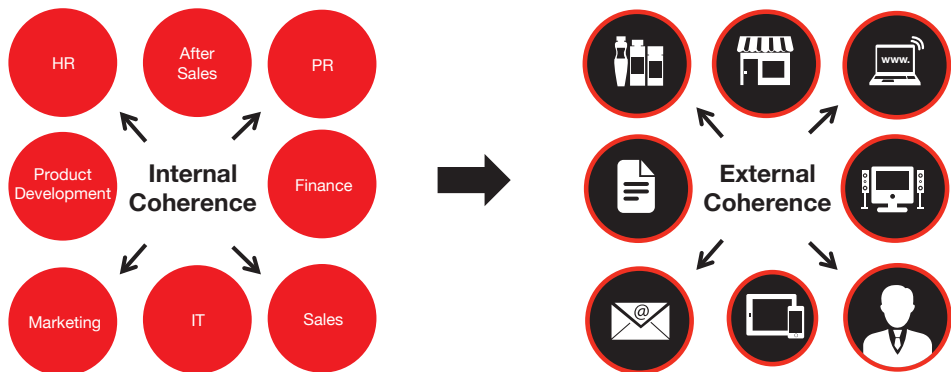 HR
After
Sales
PR
Product
Development
Internal
Coherence
Finance
Marketing
IT
Sales
www.
External
Coherence
@